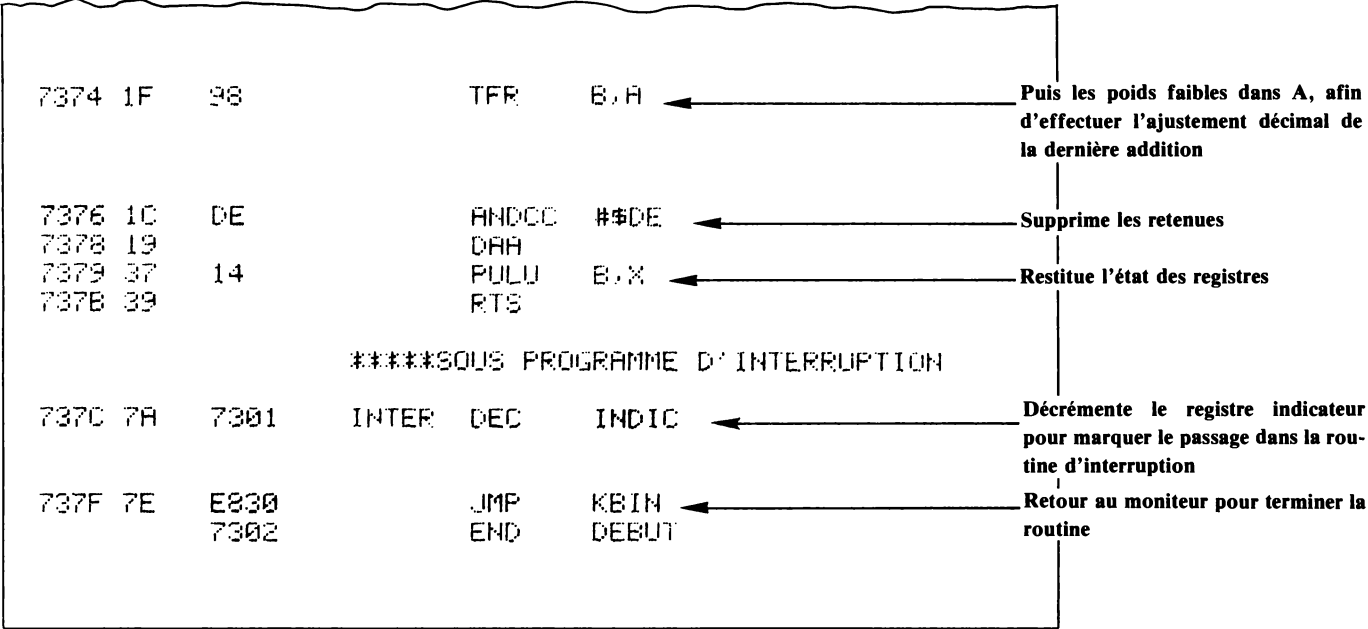 7374 1F 98 TFR B,A
Puis les poids faibles dans A, afin
d'effectuer l'ajustement décimal de
la dernière addition
7376 1C DE ANDCC #$DE
Supprime les retenues
7378 19 DAA
7379 37 14 PULU B,X
Restitue l'état des registres
737B 39 RTS
*****SOUS PROGRAMME D'INTERRUPTION
737C 7A 7301 INTER DEC INDIC
Décrémente le registre indicateur
pour marquer le passage dans la rou-
tine d'interruption
737F 7E E830 JMP KBIN
Retour au moniteur pour terminer la
routine
7302 END DEBUT